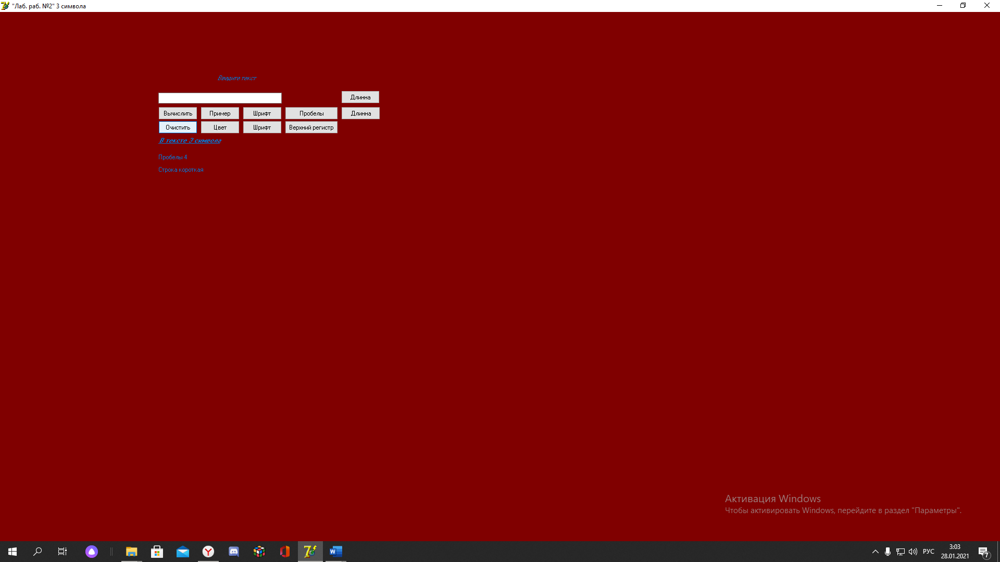 "Лаб. раб. №2" 3 символа
Введите текст
Длинна
Вычислить Пример Шрифт Пробелы Длинна
Очистить Цвет Шрифт Верхний регистр
В тексте 3 символа
Пробелы 4
Строка короткая
Активация Windows
Чтобы активировать Windows, перейдите в раздел "Параметры".
РУС
3:03
28.01.2021
7